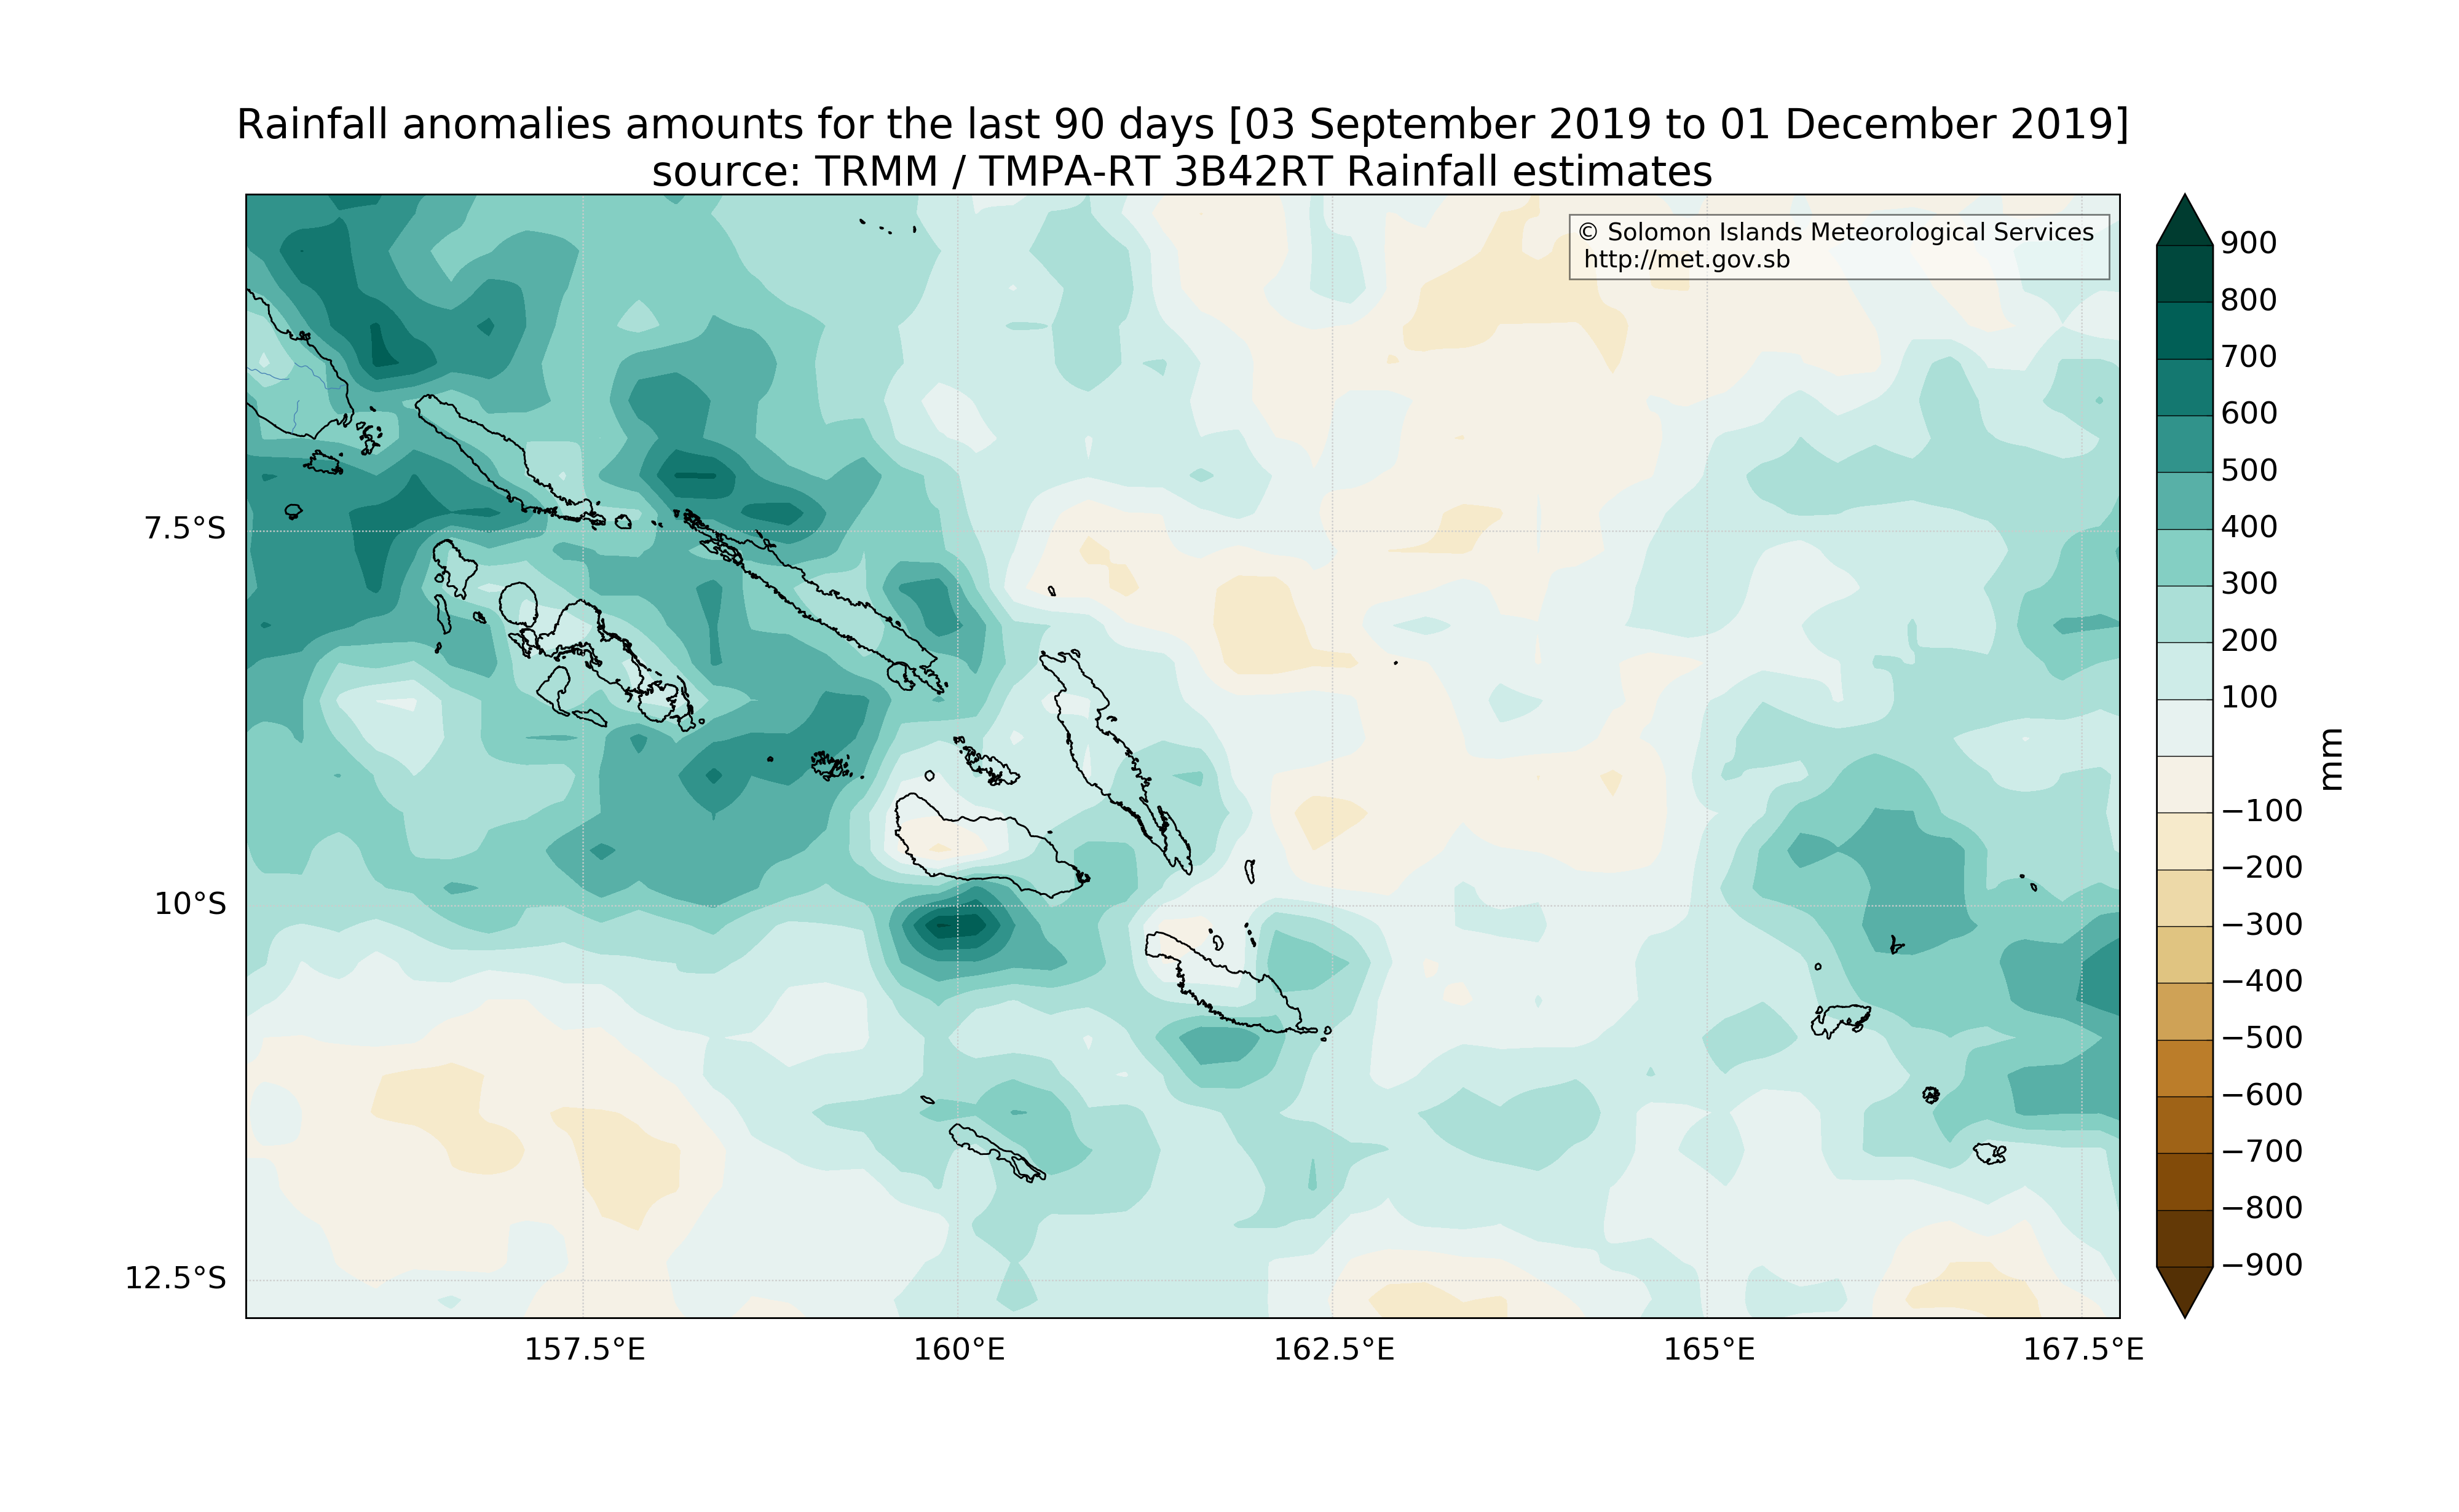 Rainfall anomalies amounts for the last 90 days [03 September 2019 to 01 December 2019]
source: TRMM / TMPA-RT 3B42RT Rainfall estimates
© Solomon Islands Meteorological Services
http://met.gov.sb
7.5°S
10°S
12.5°S
157.5°E
160°E
162.5°E
165°E
167.5°E
900
800
700
600
500
400
300
200
100
−100
−200
−300
−400
−500
−600
−700
−800
−900
mm